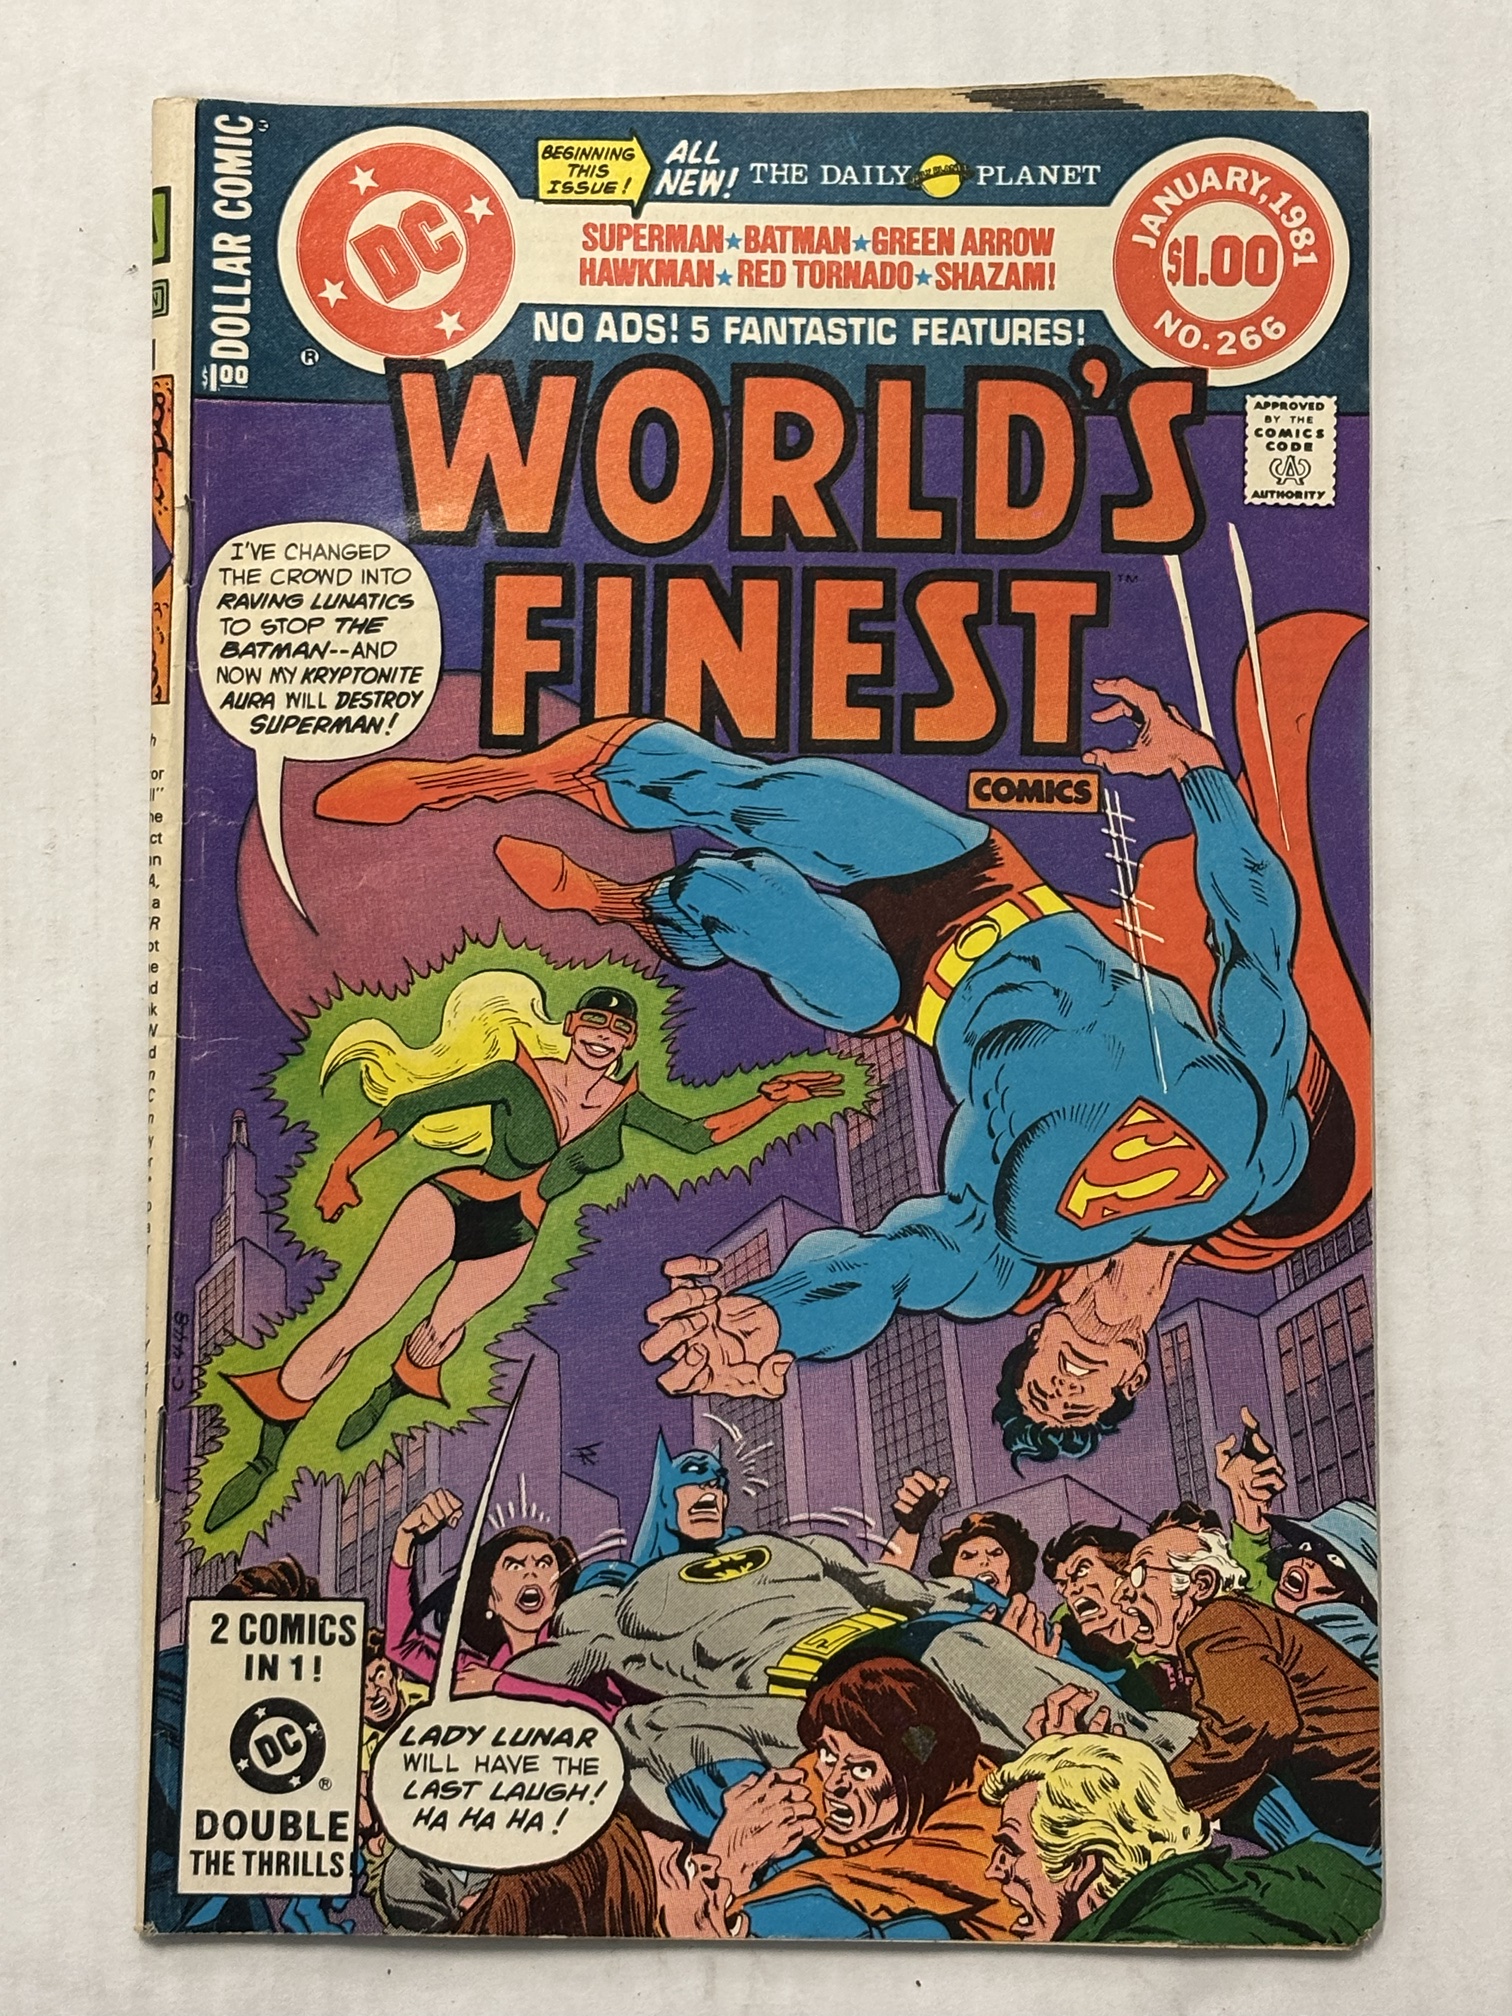 $1.00 DOLLAR COMIC
DC
®
BEGINNING
THIS
ISSUE!
ALL
NEW!
THE DAILY PLANET
SUPERMAN★BATMAN★GREEN ARROW
HAWKMAN★RED TORNADO★SHAZAM!
NO ADS! 5 FANTASTIC FEATURES!
JANUARY, 1981
$1.00
NO. 266
WORLD'S
FINEST
TM
COMICS
APPROVED
BY THE
COMICS
CODE
CA
AUTHORITY
I'VE CHANGED
THE CROWD INTO
RAVING LUNATICS
TO STOP THE
BATMAN--AND
NOW MY KRYPTONITE
AURA WILL DESTROY
SUPERMAN!
S
C-448
2 COMICS
IN 1!
DC
®
DOUBLE
THE THRILLS!
LADY LUNAR
WILL HAVE THE
LAST LAUGH!
HA HA HA!